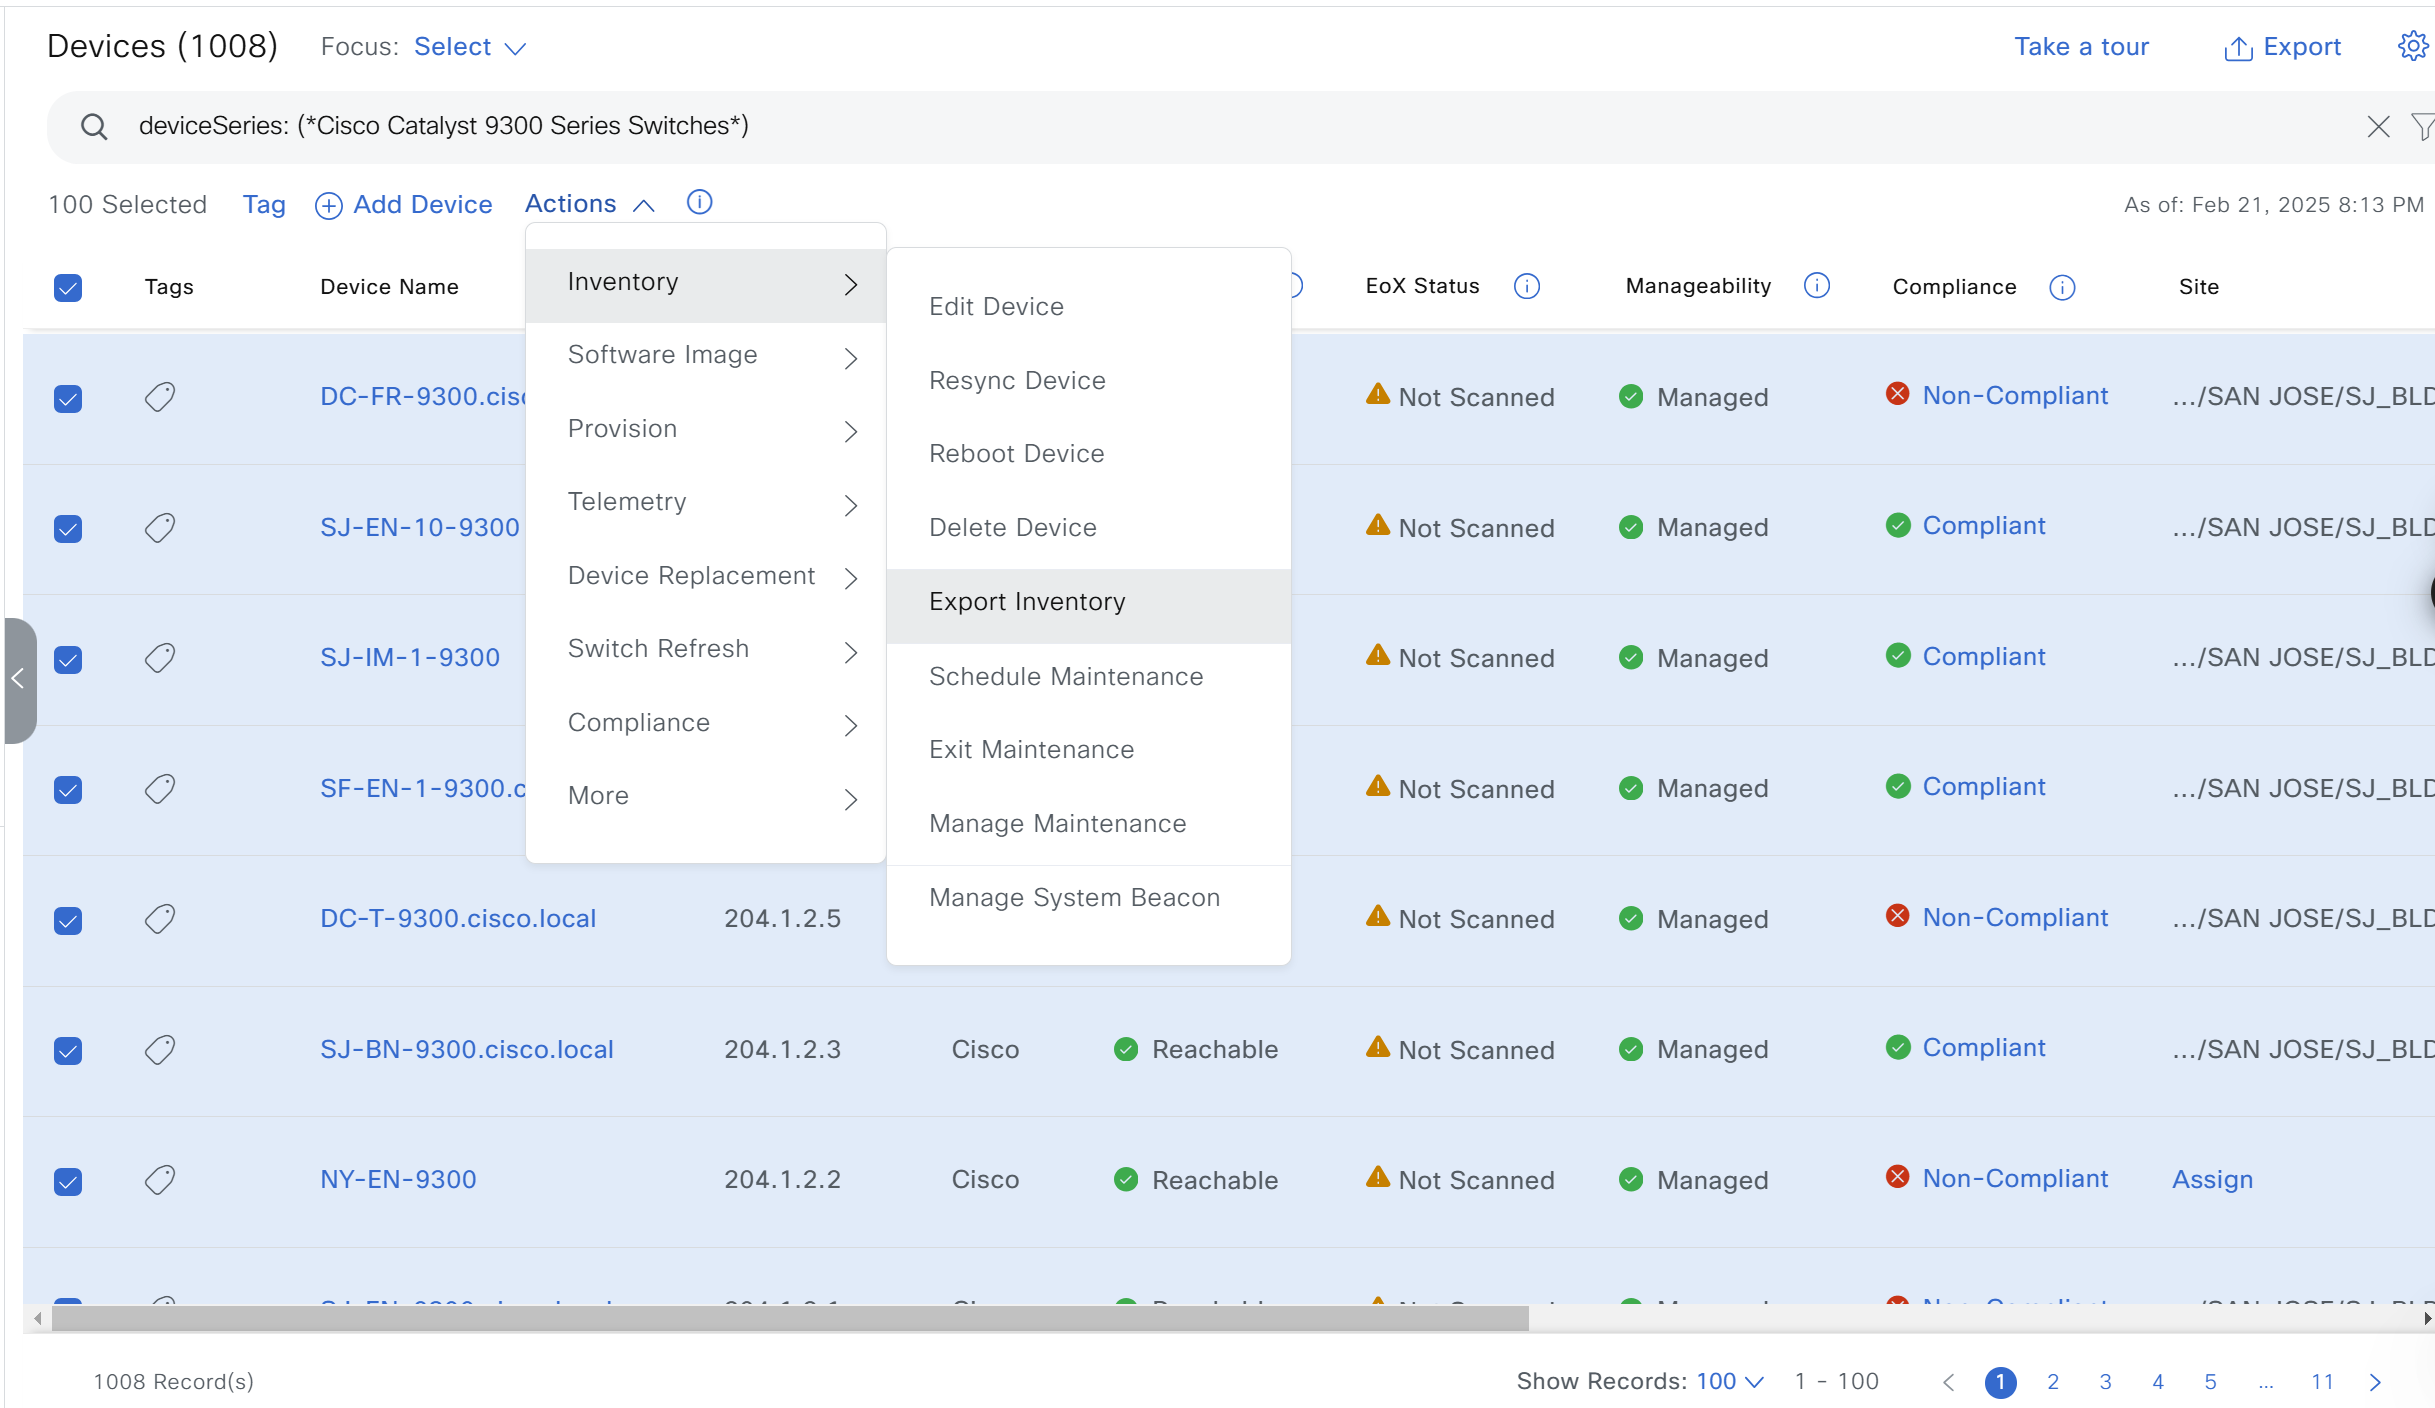 Devices (1008) Focus: Select Take a tour Export
deviceSeries: (*Cisco Catalyst 9300 Series Switches*)
100 Selected Tag Add Device Actions As of: Feb 21, 2025 8:13 PM
Tags Device Name EoX Status Manageability Compliance Site
Inventory
Software Image
Provision
Telemetry
Device Replacement
Switch Refresh
Compliance
More
Edit Device
Resync Device
Reboot Device
Delete Device
Export Inventory
Schedule Maintenance
Exit Maintenance
Manage Maintenance
Manage System Beacon
DC-FR-9300.cisc Not Scanned Managed Non-Compliant .../SAN JOSE/SJ_BLD
SJ-EN-10-9300 Not Scanned Managed Compliant .../SAN JOSE/SJ_BLD
SJ-IM-1-9300 Not Scanned Managed Compliant .../SAN JOSE/SJ_BLD
SF-EN-1-9300.c Not Scanned Managed Compliant .../SAN JOSE/SJ_BLD
DC-T-9300.cisco.local 204.1.2.5 Not Scanned Managed Non-Compliant .../SAN JOSE/SJ_BLD
SJ-BN-9300.cisco.local 204.1.2.3 Cisco Reachable Not Scanned Managed Compliant .../SAN JOSE/SJ_BLD
NY-EN-9300 204.1.2.2 Cisco Reachable Not Scanned Managed Non-Compliant Assign
1008 Record(s) Show Records: 100 1 - 100 1 2 3 4 5 ... 11